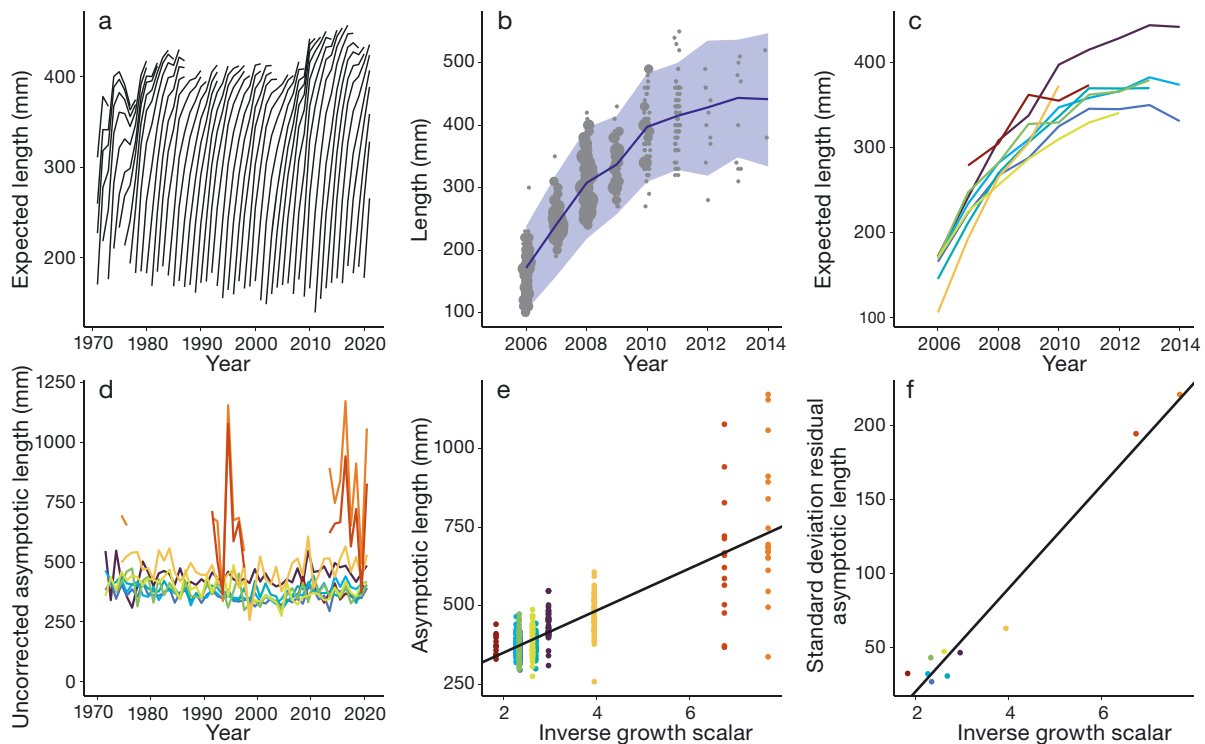 a
Expected length (mm)
400
300
200
1970
1980
1990
2000
2010
2020
Year
b
Length (mm)
500
400
300
200
100
2006
2008
2010
2012
2014
Year
c
Expected length (mm)
400
300
200
100
2006
2008
2010
2012
2014
Year
d
Uncorrected asymptotic length (mm)
1250
1000
750
500
250
0
1970
1980
1990
2000
2010
2020
Year
e
Asymptotic length (mm)
1000
750
500
250
2
4
6
Inverse growth scalar
f
Standard deviation residual
asymptotic length
200
150
100
50
2
4
6
Inverse growth scalar